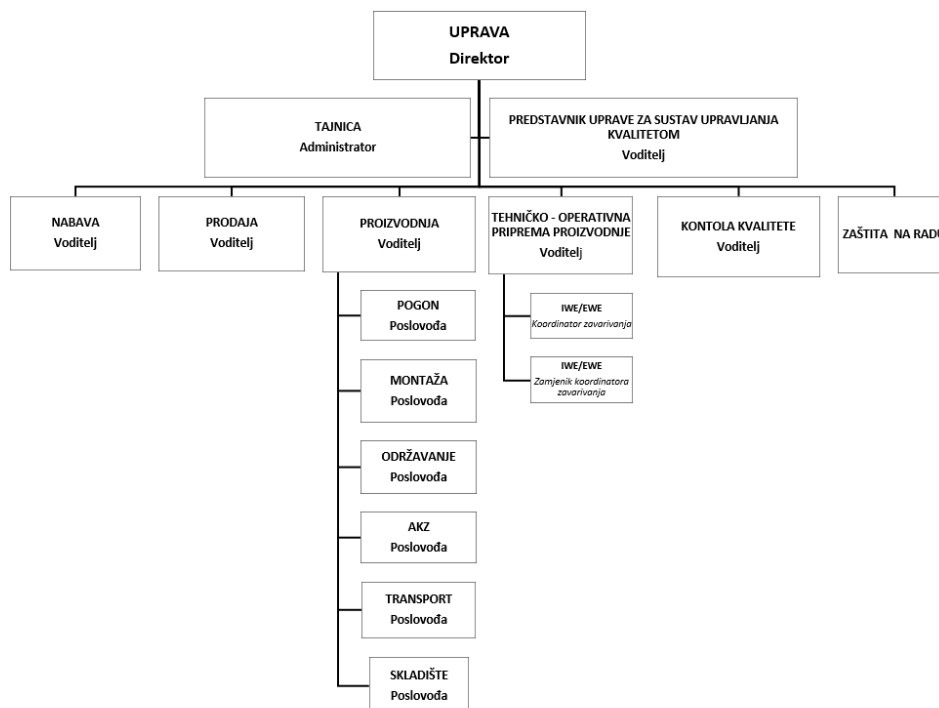 UPRAVA
Direktor
TAJNICA
Administrator
PREDSTAVNIK UPRAVE ZA SUSTAV UPRAVLJANJA
KVALITETOM
Voditelj
NABAVA
Voditelj
PRODAJA
Voditelj
PROIZVODNJA
Voditelj
TEHNIČKO - OPERATIVNA
PRIPREMA PROIZVODNJE
Voditelj
KONTOLA KVALITETE
Voditelj
ZAŠTITA NA RADU
POGON
Poslovođa
MONTAŽA
Poslovođa
ODRŽAVANJE
Poslovođa
AKZ
Poslovođa
TRANSPORT
Poslovođa
SKLADIŠTE
Poslovođa
IWE/EWE
Koordinator zavarivanja
IWE/EWE
Zamjenik koordinatora
zavarivanja